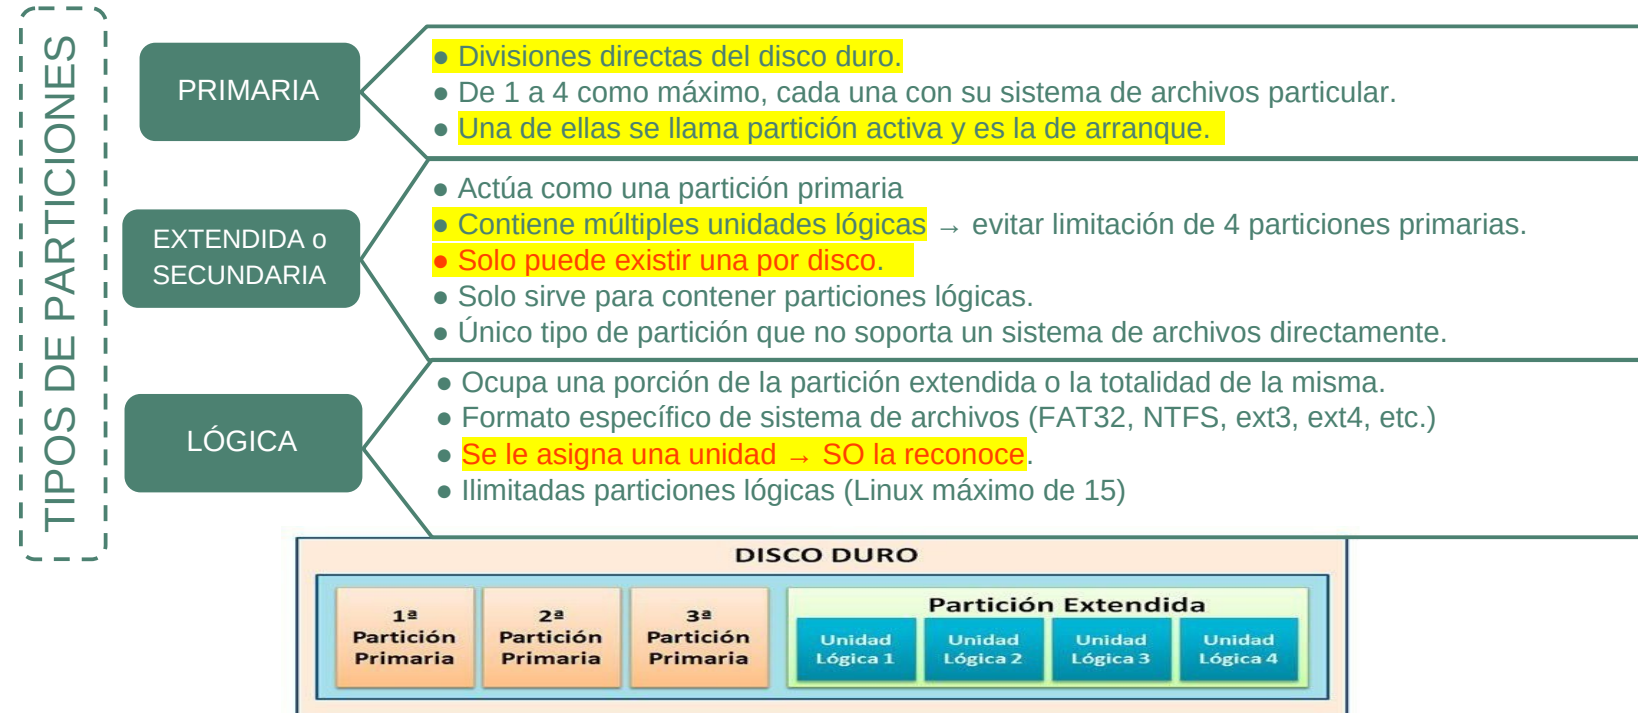 TIPOS DE PARTICIONES
PRIMARIA
● Divisiones directas del disco duro.
● De 1 a 4 como máximo, cada una con su sistema de archivos particular.
● Una de ellas se llama partición activa y es la de arranque.
EXTENDIDA o
SECUNDARIA
● Actúa como una partición primaria
● Contiene múltiples unidades lógicas → evitar limitación de 4 particiones primarias.
● Solo puede existir una por disco.
● Solo sirve para contener particiones lógicas.
● Único tipo de partición que no soporta un sistema de archivos directamente.
LÓGICA
● Ocupa una porción de la partición extendida o la totalidad de la misma.
● Formato específico de sistema de archivos (FAT32, NTFS, ext3, ext4, etc.)
● Se le asigna una unidad → SO la reconoce.
● Ilimitadas particiones lógicas (Linux máximo de 15)
DISCO DURO
1ª
Partición
Primaria
2ª
Partición
Primaria
3ª
Partición
Primaria
Partición Extendida
Unidad
Lógica 1
Unidad
Lógica 2
Unidad
Lógica 3
Unidad
Lógica 4